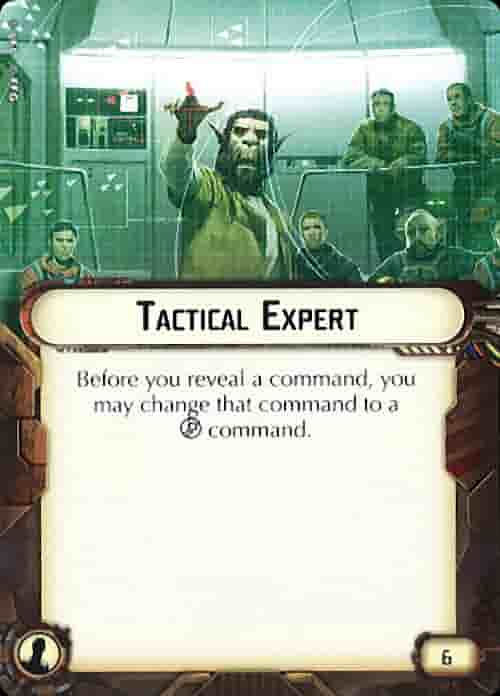 TACTICAL EXPERT
Before you reveal a command, you
may change that command to a
command.
6